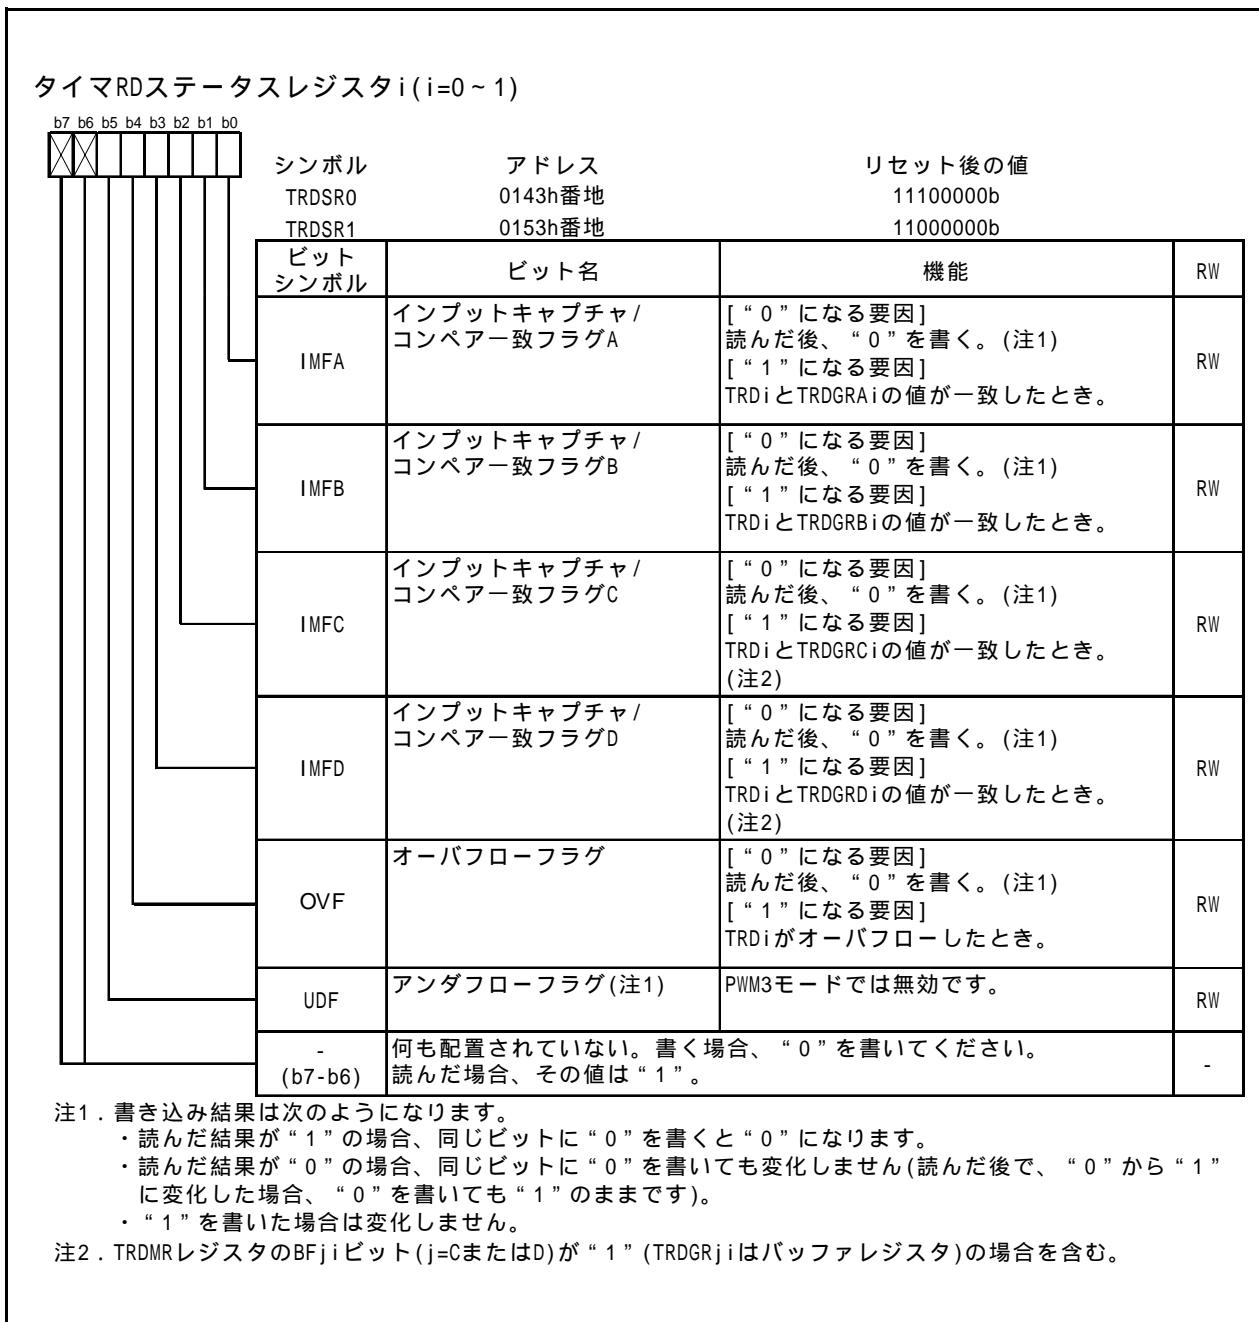 タイマRDステータスレジスタi(i=0~1)
b7 b6 b5 b4 b3 b2 b1 b0
シンボル アドレス リセット後の値
TRDSR0 0143h番地 11100000b
TRDSR1 0153h番地 11000000b
ビット
シンボル ビット名 機能 RW
IMFA
インプットキャプチャ/
コンペア一致フラグA
[“0”になる要因]
読んだ後、“0”を書く。(注1)
[“1”になる要因]
TRDiとTRDGRAiの値が一致したとき。
RW
IMFB
インプットキャプチャ/
コンペア一致フラグB
[“0”になる要因]
読んだ後、“0”を書く。(注1)
[“1”になる要因]
TRDiとTRDGRBiの値が一致したとき。
RW
IMFC
インプットキャプチャ/
コンペア一致フラグC
[“0”になる要因]
読んだ後、“0”を書く。(注1)
[“1”になる要因]
TRDiとTRDGRCiの値が一致したとき。
(注2)
RW
IMFD
インプットキャプチャ/
コンペア一致フラグD
[“0”になる要因]
読んだ後、“0”を書く。(注1)
[“1”になる要因]
TRDiとTRDGRDiの値が一致したとき。
(注2)
RW
OVF
オーバフローフラグ
[“0”になる要因]
読んだ後、“0”を書く。(注1)
[“1”になる要因]
TRDiがオーバフローしたとき。
RW
UDF
アンダフローフラグ(注1)
PWM3モードでは無効です。
RW
-
(b7-b6)
何も配置されていない。書く場合、“0”を書いてください。
読んだ場合、その値は“1”。
-
注1.書き込み結果は次のようになります。
・読んだ結果が“1”の場合、同じビットに“0”を書くと“0”になります。
・読んだ結果が“0”の場合、同じビットに“0”を書いても変化しません(読んだ後で、“0”から“1”
に変化した場合、“0”を書いても“1”のままです)。
・“1”を書いた場合は変化しません。
注2.TRDMRレジスタのBFjiビット(j=CまたはD)が“1”(TRDGRjiはバッファレジスタ)の場合を含む。